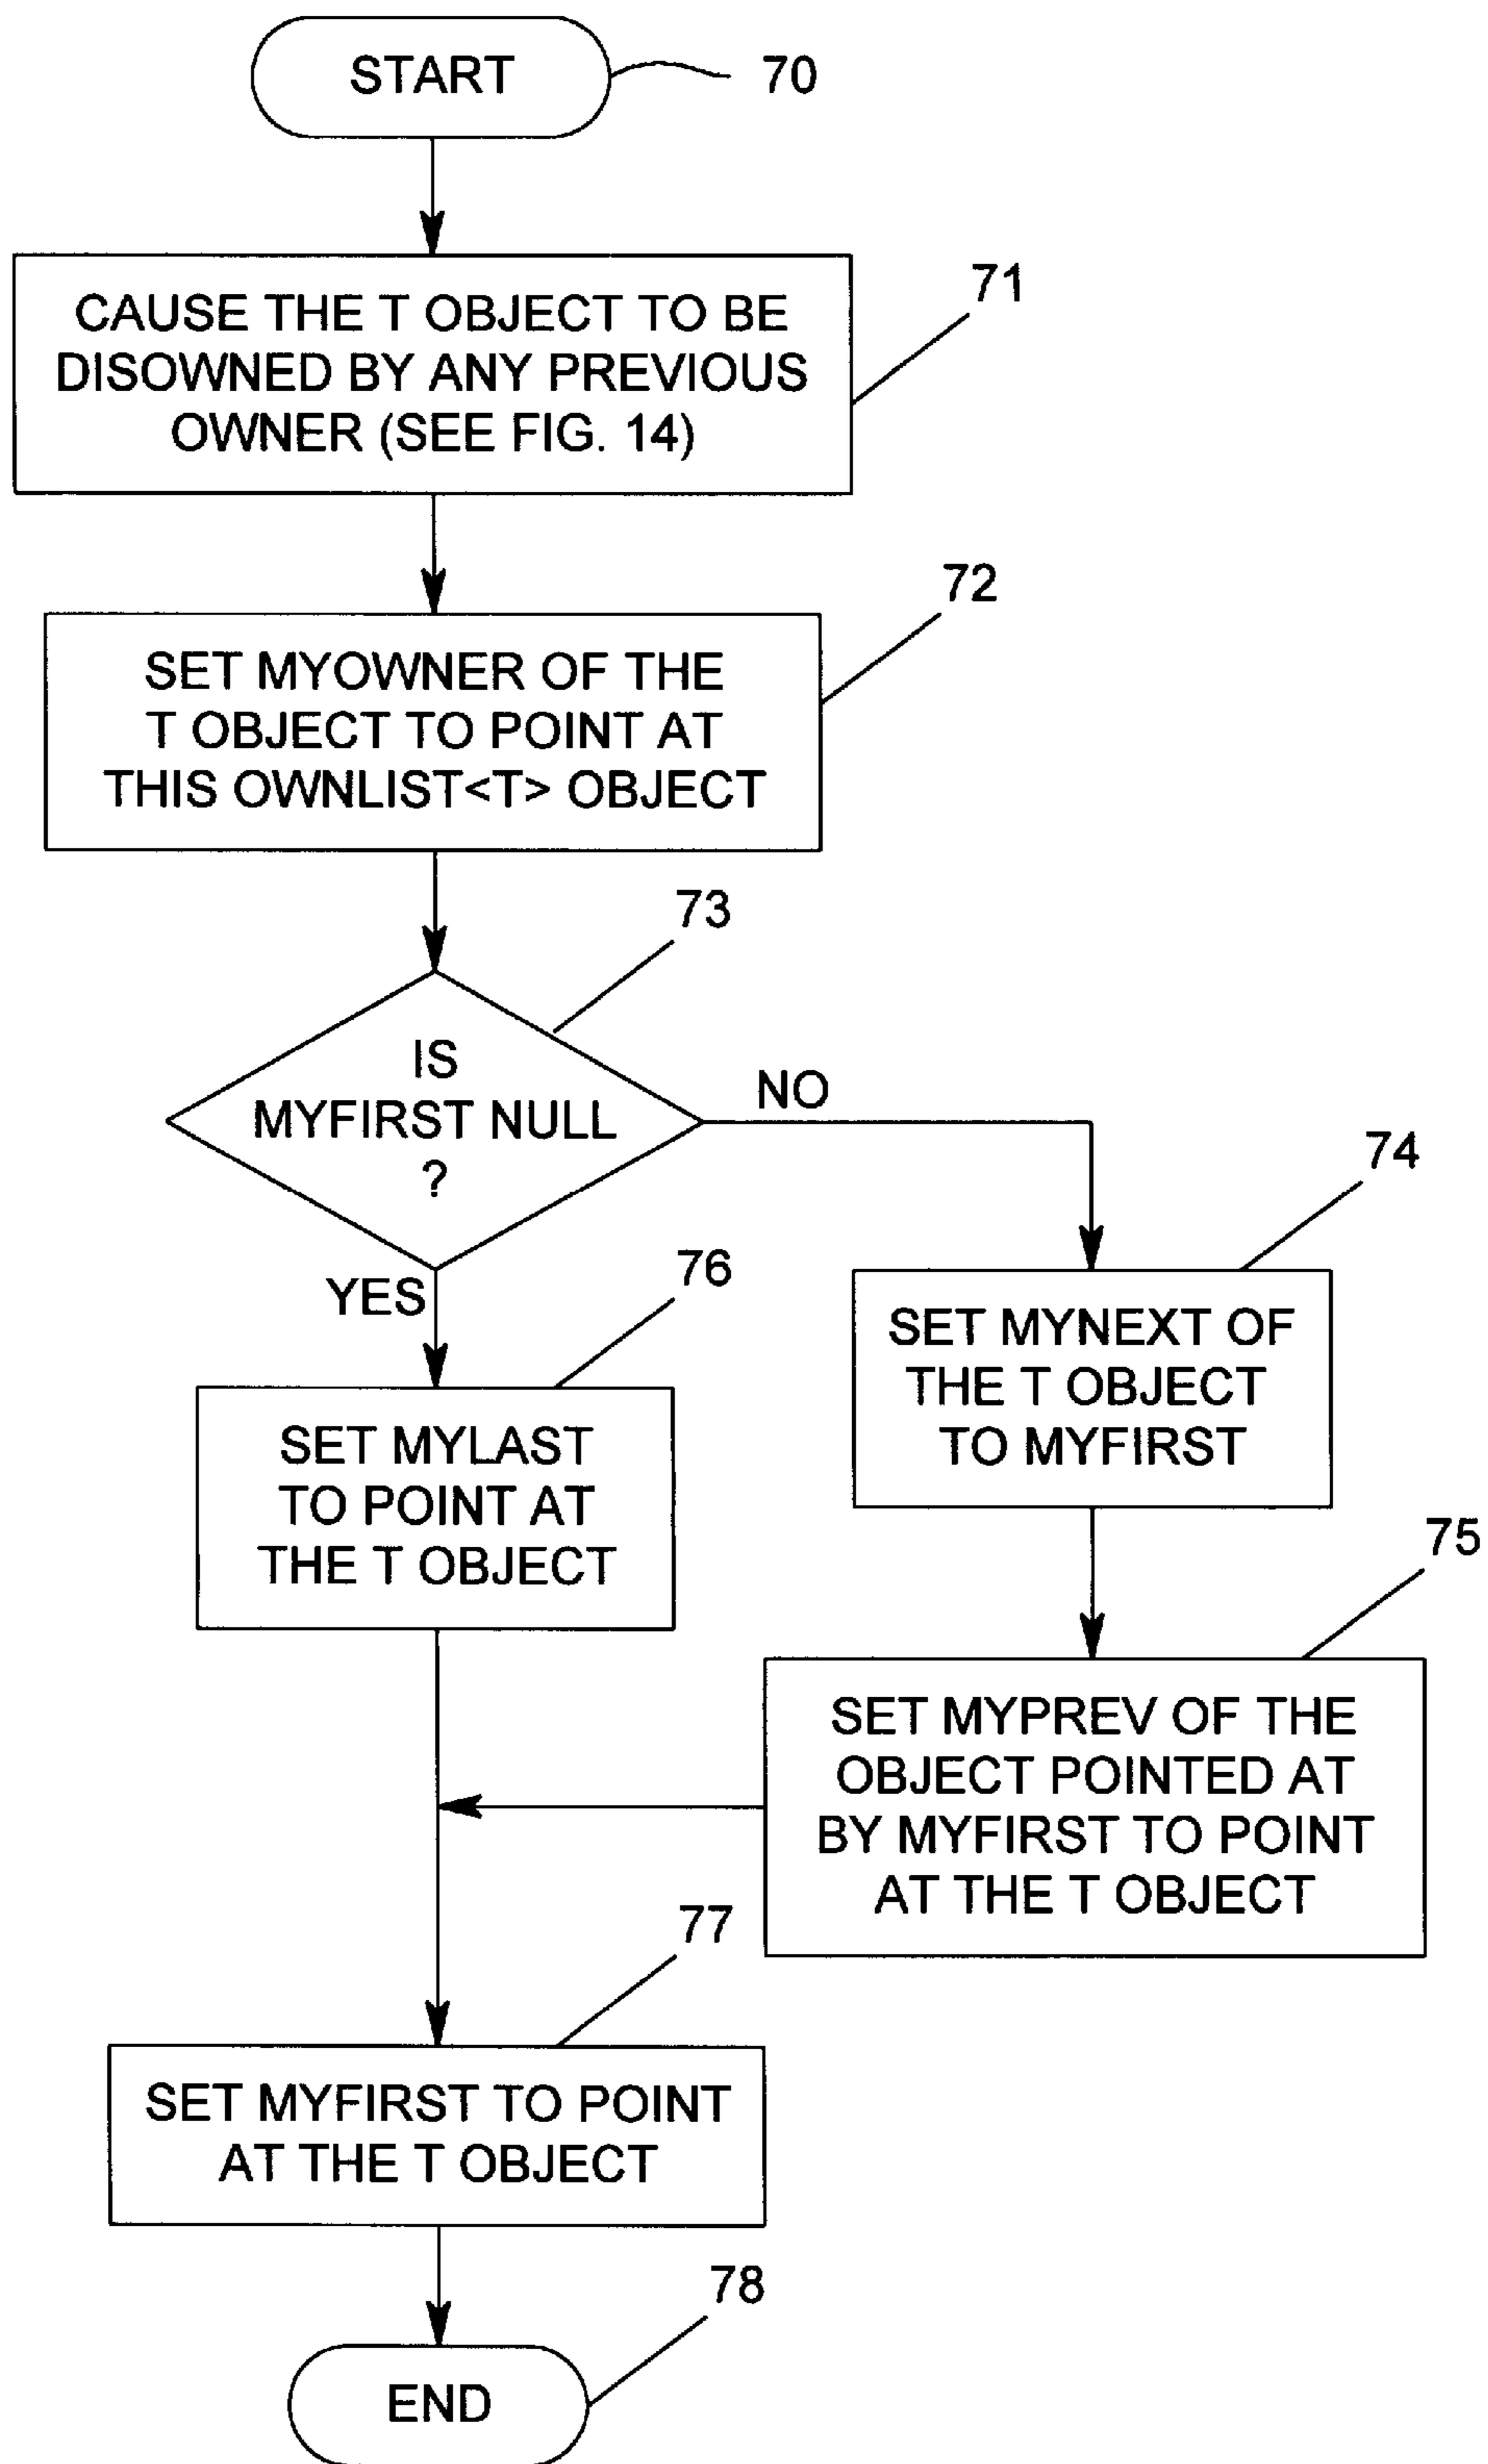 START
70
CAUSE THE T OBJECT TO BE
DISOWNED BY ANY PREVIOUS
OWNER (SEE FIG. 14)
71
SET MYOWNER OF THE
T OBJECT TO POINT AT
THIS OWNLIST<T> OBJECT
72
IS
MYFIRST NULL
?
73
NO
YES
SET MYNEXT OF
THE T OBJECT
TO MYFIRST
74
SET MYLAST
TO POINT AT
THE T OBJECT
76
SET MYPREV OF THE
OBJECT POINTED AT
BY MYFIRST TO POINT
AT THE T OBJECT
75
SET MYFIRST TO POINT
AT THE T OBJECT
77
END
78